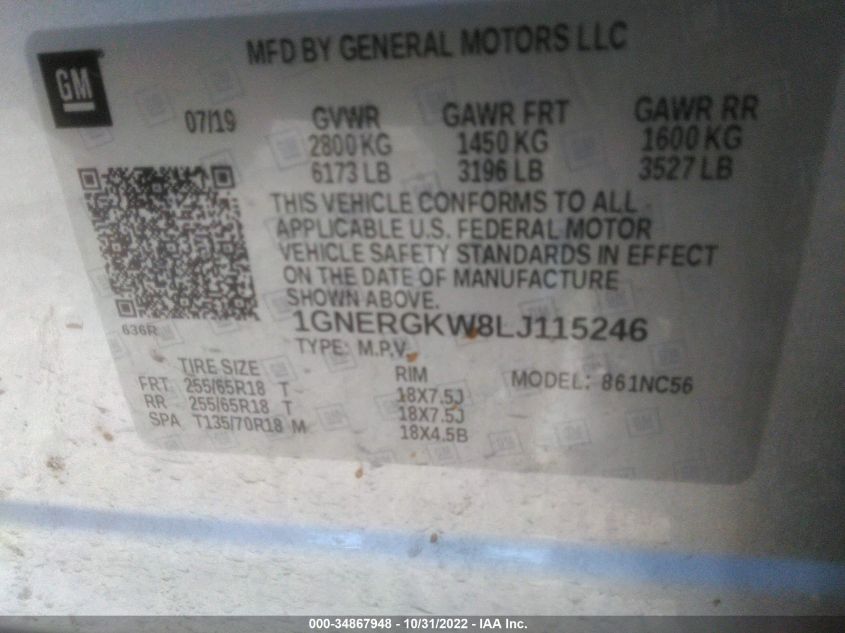 MFD BY GENERAL MOTORS LLC
GM
07/19 GVWR GAWR FRT GAWR RR
2800 KG 1450 KG 1600 KG
6173 LB 3196 LB 3527 LB
THIS VEHICLE CONFORMS TO ALL
APPLICABLE U.S. FEDERAL MOTOR
VEHICLE SAFETY STANDARDS IN EFFECT
ON THE DATE OF MANUFACTURE
SHOWN ABOVE.
636R
1GNERGKW8LJ115246
TYPE: M.P.V.
TIRE SIZE RIM MODEL: 861NC56
FRT 255/65R18 T 18X7.5J
RR 255/65R18 T 18X7.5J
SPA T135/70R18 M 18X4.5B
000-34867948 - 10/31/2022 - IAA Inc.